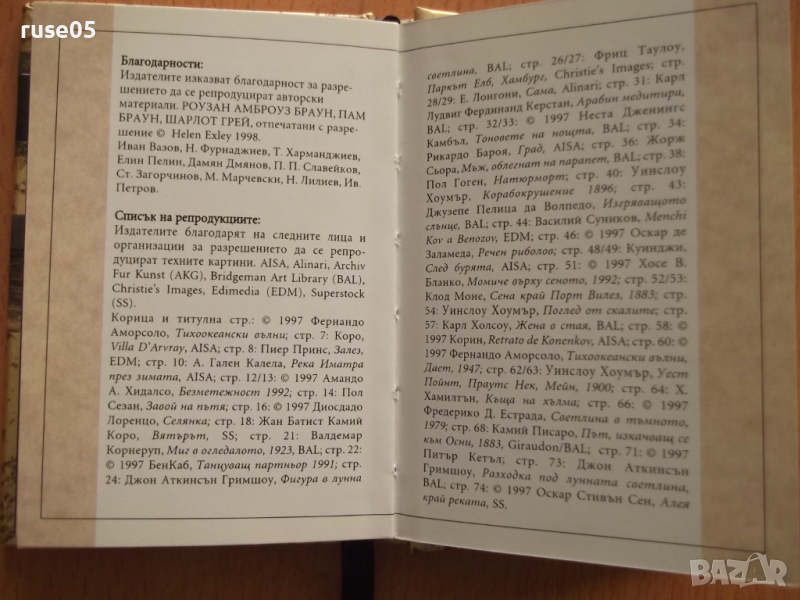 ruse05
Благодарности:
Издателите изказват благодарност за разре-
шението да се репродуцират авторски
материали. РОУЗАН АМБРОУЗ БРАУН, ПАМ
БРАУН, ШАРЛОТ ГРЕЙ, отпечатани с разре-
шение © Helen Exley 1998.
Иван Вазов, Н. Фурнаджиев, Т. Харманджиев,
Елин Пелин, Дамян Дмянов, П. П. Славейков,
Ст. Загорчинов, М. Марчевски, Н. Лилиев, Ив.
Петров.
Списък на репродукциите:
Издателите благодарят на следните лица и
организации за разрешението да се репро-
дуцират техните картини. AISA, Alinari, Archiv
Fur Kunst (AKG), Bridgeman Art Library (BAL),
Christie's Images, Edimedia (EDM), Superstock
(SS).
Корица и титулна стр.: © 1997 Фернандо
Аморсоло, Тихоокеански вълни; стр. 7: Коро,
Villa D'Arvray, AISA; стр. 8: Пиер Принс, Залез,
EDM; стр. 10: А. Гален Калела, Река Иматра
през зимата, AISA; стр. 12/13: © 1997 Амандо
А. Хидалсо, Безметежност 1992; стр. 14: Пол
Сезан, Завой на пътя; стр. 16: © 1997 Диосдадо
Лоренцо, Селянка; стр. 18: Жан Батист Камий
Коро, Вятърът, SS; стр. 21: Валдемар
Корнеруп, Миг в огледалото, 1923, BAL; стр. 22:
© 1997 БенКаб, Танцуващ партньор 1991; стр.
24: Джон Аткинсън Гримшоу, Фигура в лунна
светлина, BAL; стр. 26/27: Фриц Таулоу,
Паркът Елб, Хамбург, Christie's Images; стр.
28/29: Е. Лонгони, Сама, Alinari; стр. 31: Карл
Лудвиг Фердинанд Керстан, Арабин медитира,
BAL; стр. 32/33: © 1997 Неста Дженингс
Камбъл, Тоновете на нощта, BAL; стр. 34:
Рикардо Бароя, Град, AISA; стр. 36: Жорж
Сьора, Мъж, облегнат на парапет, BAL; стр. 38:
Пол Гоген, Натюрморт; стр. 40: Уинслоу
Хоумър, Корабокрушение 1896; стр. 43:
Джузепе Пелица да Волпедо, Изгряващото
слънце, BAL; стр. 44: Василий Суников, Menchi
Kov a Benozov, EDM; стр. 46: © 1997 Оскар де
Заламеда, Речен риболов; стр. 48/49: Куинджи,
След бурята, AISA; стр. 51: © 1997 Хосе В.
Бланко, Момиче върху сеното, 1992; стр. 52/53:
Клод Моне, Сена край Порт Вилез, 1883; стр.
54: Уинслоу Хоумър, Поглед от скалите; стр.
57: Карл Холсоу, Жена в стая, BAL; стр. 58: ©
1997 Корин, Retrato de Konenkov, AISA; стр. 60: ©
1997 Фернандо Аморсоло, Тихоокеански вълни,
Даст, 1947; стр. 62/63: Уинслоу Хоумър, Уест
Пойнт, Праутс Нек, Мейн, 1900; стр. 64: Х.
Хамилтън, Къща на хълма; стр. 66: © 1997
Фредерико Д. Естрада, Светлина в тъмното,
1979; стр. 68: Камий Писаро, Път, изкачващ се
към Осни, 1883, Giraudon/BAL; стр. 71: © 1997
Питър Кетъл; стр. 73: Джон Аткинсън
Гримшоу, Разходка под лунната светлина,
BAL; стр. 74: © 1997 Оскар Стивън Сен, Алея
край реката, SS.
BAZAR